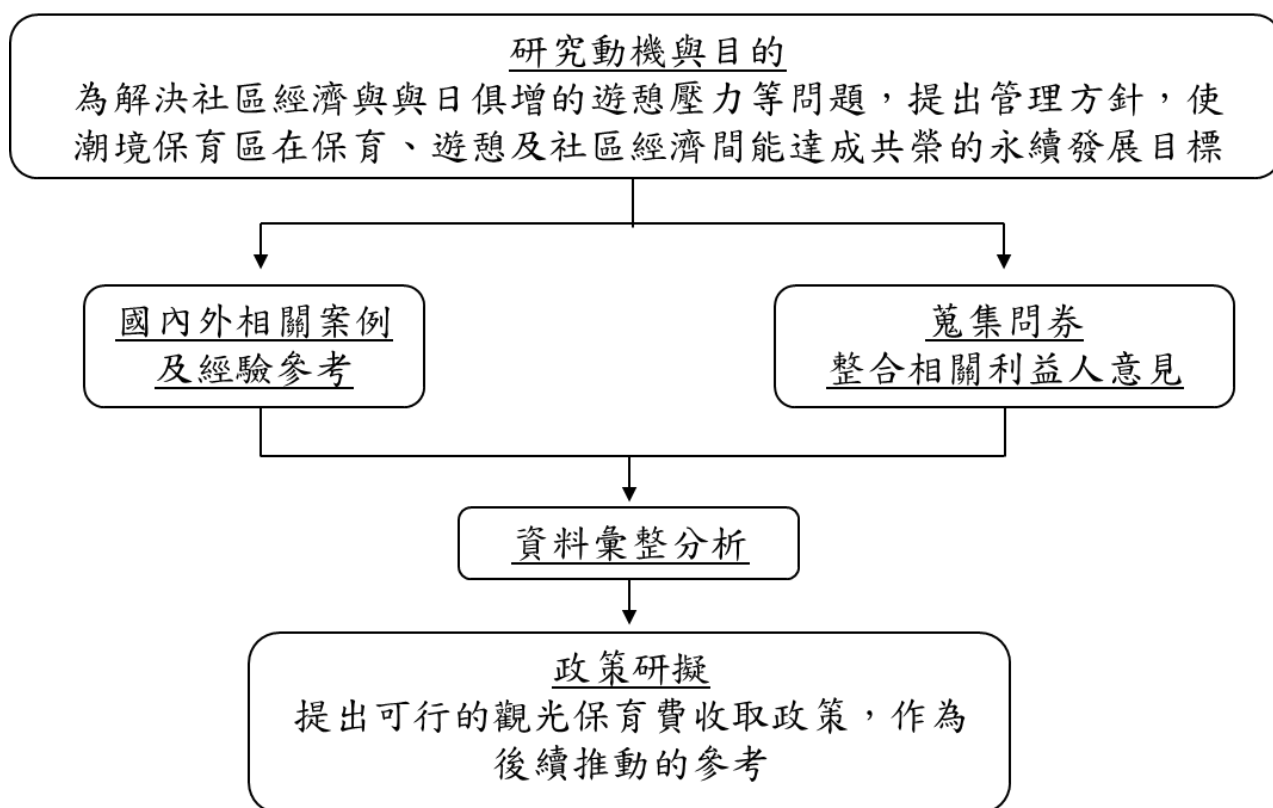 研究動機與目的
為解決社區經濟與與日俱增的遊憩壓力等問題，提出管理方針，使
潮境保育區在保育、遊憩及社區經濟間能達成共榮的永續發展目標
國內外相關案例
及經驗參考
蒐集問券
整合相關利益人意見
資料彙整分析
政策研擬
提出可行的觀光保育費收取政策，作為
後續推動的參考